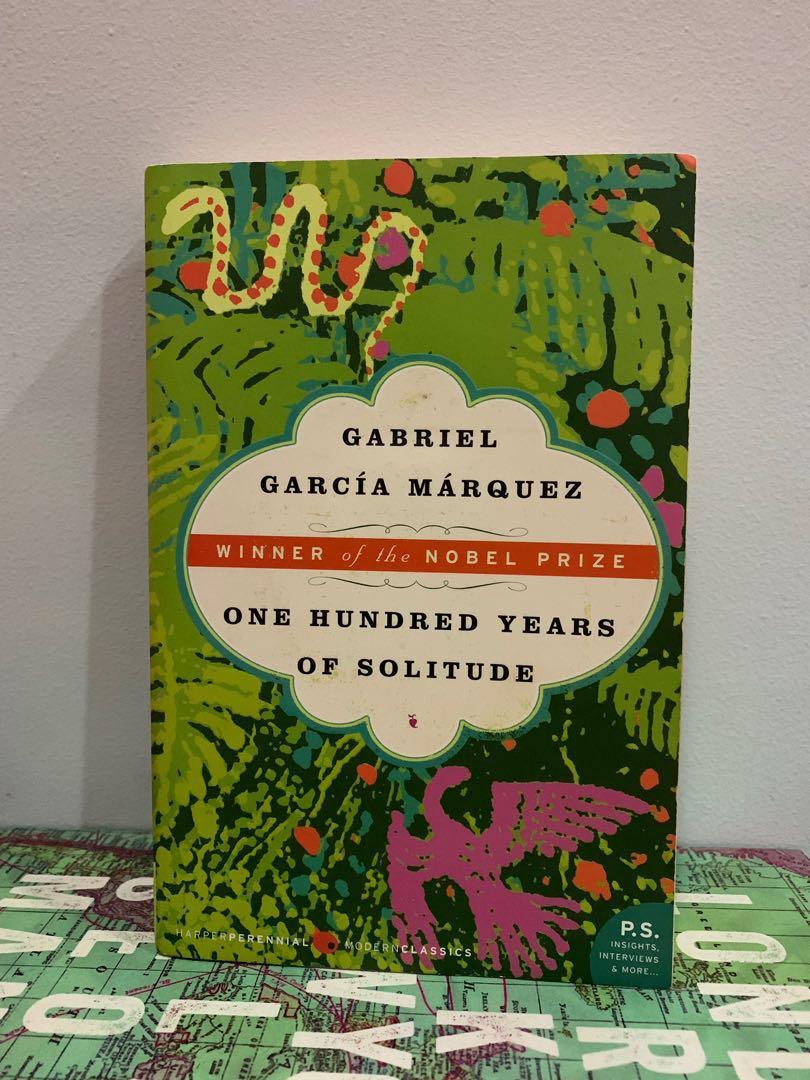 GABRIEL
GARCÍA MÁRQUEZ
WINNER of the NOBEL PRIZE
ONE HUNDRED YEARS
OF SOLITUDE
HARPERPERENNIAL MODERNCLASSICS
P.S.
INSIGHTS,
INTERVIEWS
& MORE...